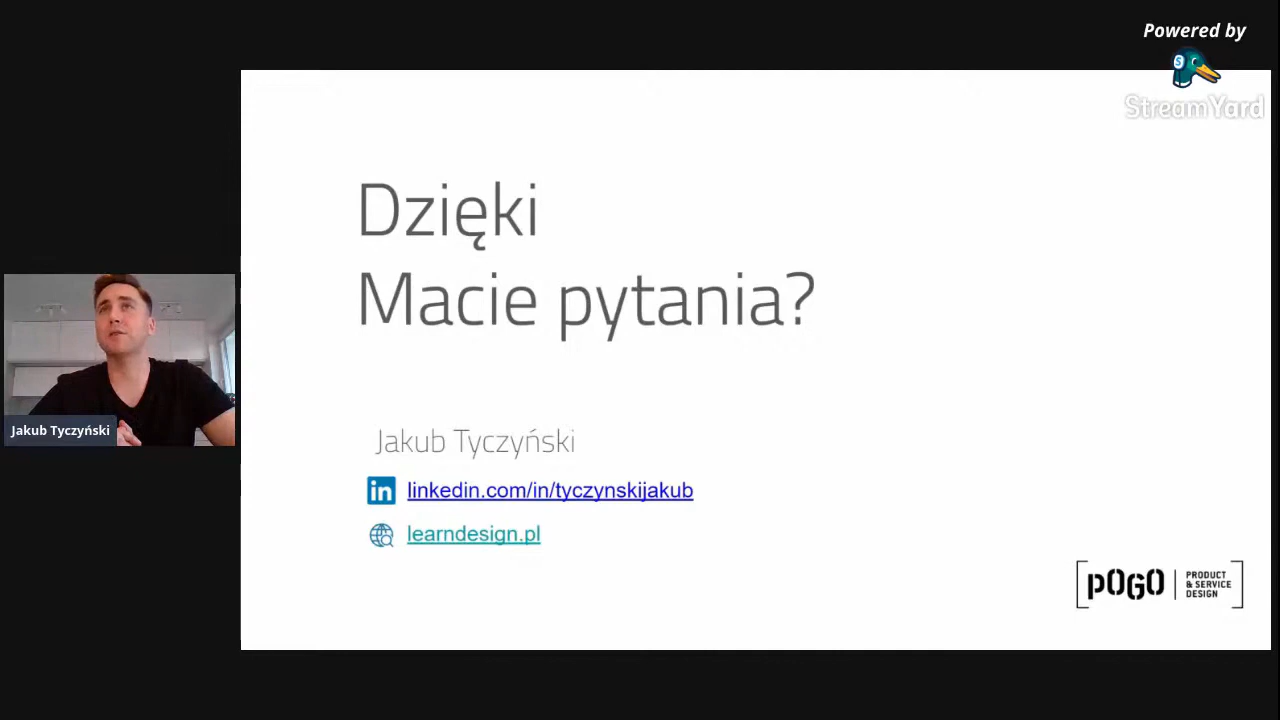 Powered by
StreamYard
Dzięki
Macie pytania?
Jakub Tyczyński
Jakub Tyczyński
in linkedin.com/in/tyczynskijakub
learndesign.pl
pOGO
PRODUCT
& SERVICE
DESIGN